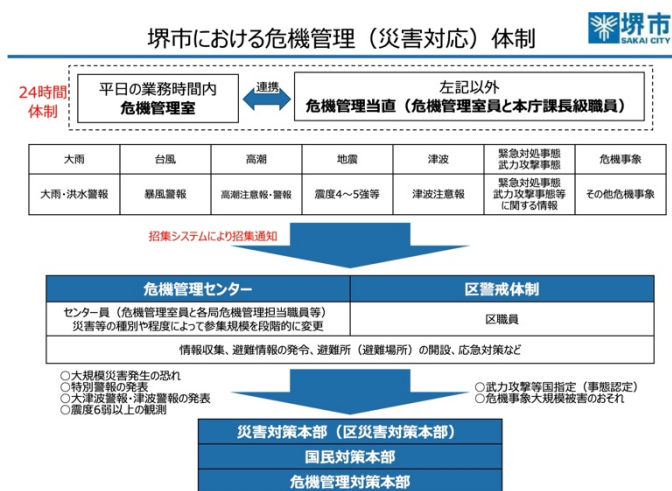 堺市における危機管理（災害対応）体制
堺市
SAKAI CITY
24時間
体制
平日の業務時間内
危機管理室
連携
左記以外
危機管理当直（危機管理室員と本庁課長級職員）
大雨
台風
高潮
地震
津波
緊急対処事態
武力攻撃事態
危機事象
大雨・洪水警報
暴風警報
高潮注意報・警報
震度4～5強等
津波注意報
緊急対処事態
武力攻撃事態等
に関する情報
その他危機事象
招集システムにより招集通知
危機管理センター
区警戒体制
センター員（危機管理室員と各局危機管理担当職員等）
災害等の種別や程度によって参集規模を段階的に変更
区職員
情報収集、避難情報の発令、避難所（避難場所）の開設、応急対策など
○大規模災害発生の恐れ
○特別警報の発表
○大津波警報・津波警報の発表
○震度6弱以上の観測
○武力攻撃等国指定（事態認定）
○危機事象大規模被害のおそれ
災害対策本部（区災害対策本部）
国民対策本部
危機管理対策本部